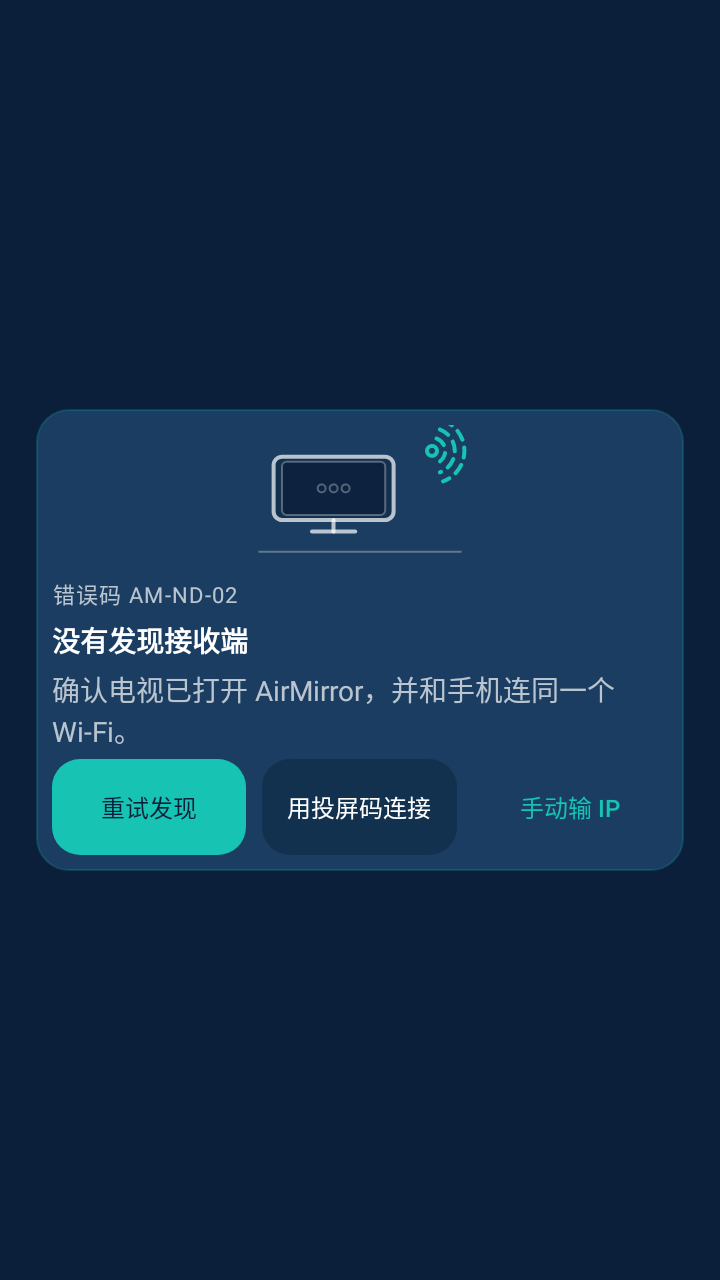 错误码 AM-ND-02
没有发现接收端
确认电视已打开 AirMirror，并和手机连同一个
Wi-Fi。
重试发现
用投屏码连接
手动输 IP